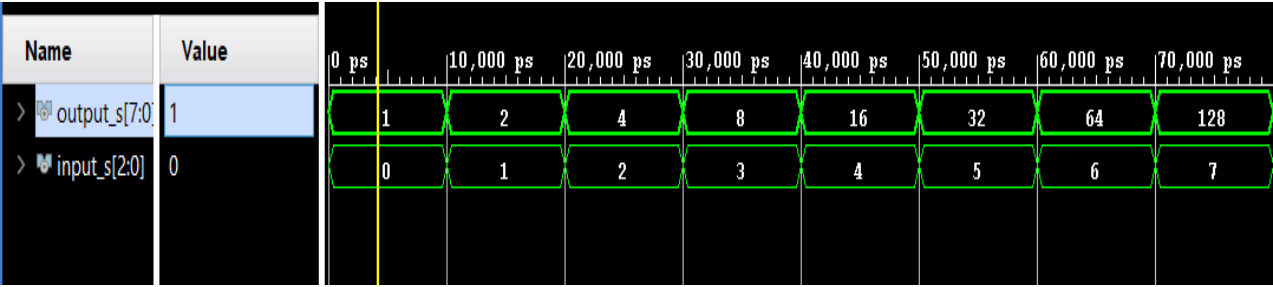 Name Value
0 ps 10,000 ps 20,000 ps 30,000 ps 40,000 ps 50,000 ps 60,000 ps 70,000 ps
output_s[7:0] 1 1 2 4 8 16 32 64 128
input_s[2:0] 0 0 1 2 3 4 5 6 7